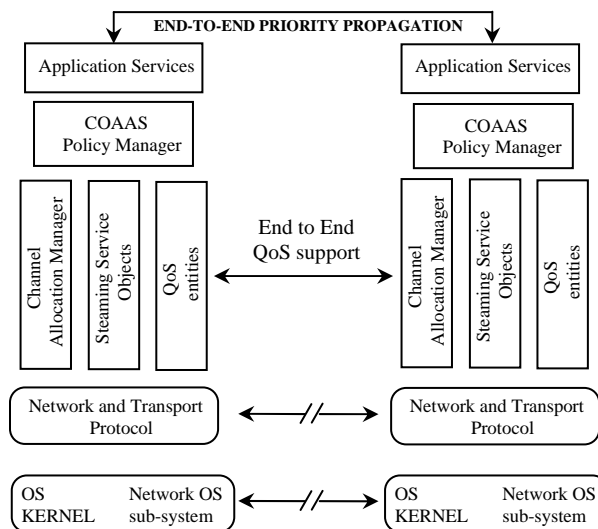 END-TO-END PRIORITY PROPAGATION
Application Services
Application Services
COAAS
Policy Manager
COAAS
Policy Manager
Channel
Allocation Manager
Steaming Service
Objects
QoS
entities
End to End
QoS support
Channel
Allocation Manager
Steaming Service
Objects
QoS
entities
Network and Transport
Protocol
Network and Transport
Protocol
OS
KERNEL
Network OS
sub-system
OS
KERNEL
Network OS
sub-system